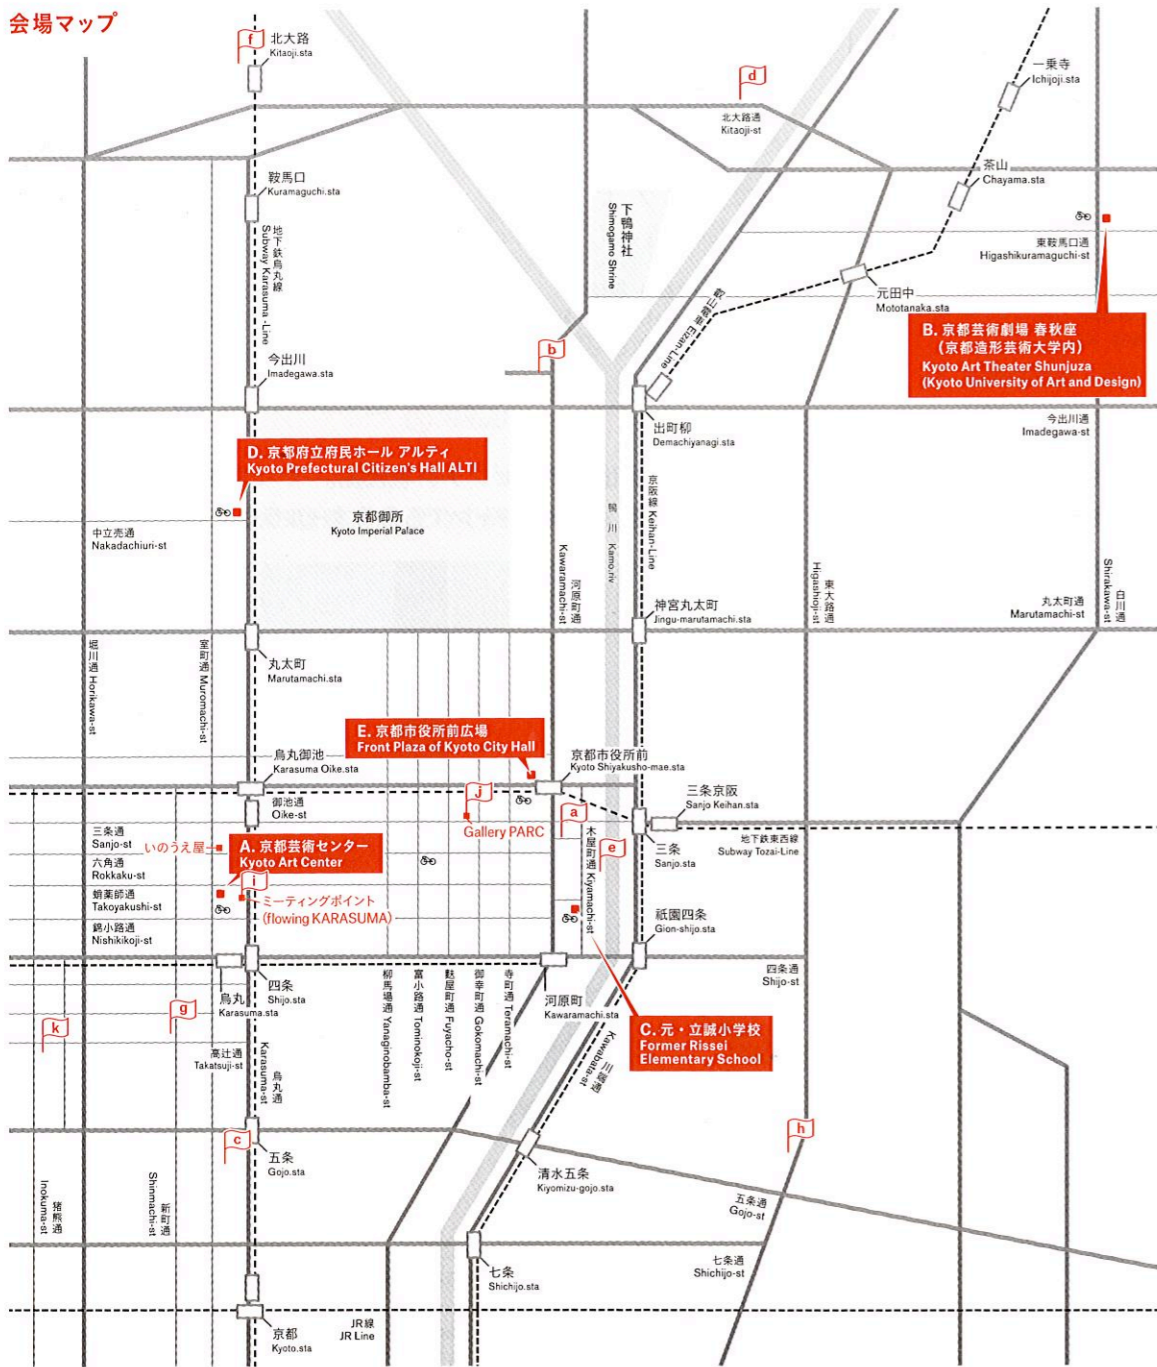 会場マップ
f
北大路
Kitaoji.sta
d
北大路通
Kitaoji-st
一乗寺
Ichijoji.sta
鞍馬口
Kuramaguchi.sta
地下鉄烏丸線
Subway Karasuma -Line
下鴨神社
Shimogamo Shrine
茶山
Chayama.sta
東鞍馬口通
Higashikuramaguchi-st
元田中
Mototanaka.sta
叡山電車 Eizan-Line
B. 京都芸術劇場 春秋座
(京都造形芸術大学内)
Kyoto Art Theater Shunjuza
(Kyoto University of Art and Design)
b
今出川
Imadegawa.sta
出町柳
Demachiyanagi.sta
今出川通
Imadegawa-st
D. 京都府立府民ホール アルティ
Kyoto Prefectural Citizen's Hall ALTI
中立売通
Nakadachiuri-st
京都御所
Kyoto Imperial Palace
京阪線 Keihan-Line
鴨川 Kamo.riv
河原町通
Kawaramachi-st
東大路通
Higashioji-st
白川通
Shirakawa-st
神宮丸太町
Jingu-marutamachi.sta
丸太町通
Marutamachi-st
堀川通 Horikawa-st
室町通 Muromachi-st
丸太町
Marutamachi.sta
E. 京都市役所前広場
Front Plaza of Kyoto City Hall
烏丸御池
Karasuma Oike.sta
京都市役所前
Kyoto Shiyakusho-mae.sta
御池通
Oike-st
j
Gallery PARC
a
三条京阪
Sanjo Keihan.sta
三条
Sanjo.sta
地下鉄東西線
Subway Tozai-Line
三条通
Sanjo-st
いのうえ屋
A. 京都芸術センター
Kyoto Art Center
六角通
Rokkaku-st
木屋町通 Kiyamachi-st
e
i
蛸薬師通
Takoyakushi-st
ミーティングポイント
(flowing KARASUMA)
錦小路通
Nishikikoji-st
祇園四条
Gion-shijo.sta
四条通
Shijo-st
烏丸
Karasuma.sta
四条
Shijo.sta
河原町
Kawaramachi.sta
柳馬場通 Yanaginobamba-st
富小路通 Tominokoji-st
麩屋町通 Fuyacho-st
御幸町通 Gokomachi-st
寺町通 Teramachi-st
C. 元・立誠小学校
Former Rissei
Elementary School
k
g
高辻通
Takatsuji-st
烏丸通
Karasuma-st
川端通
Kawabata-st
c
五条
Gojo.sta
h
清水五条
Kiyomizu-gojo.sta
五条通
Gojo-st
猪熊通
Inokuma-st
新町通
Shinmachi-st
七条
Shichijo.sta
七条通
Shichijo-st
京都
Kyoto.sta
JR線
JR Line